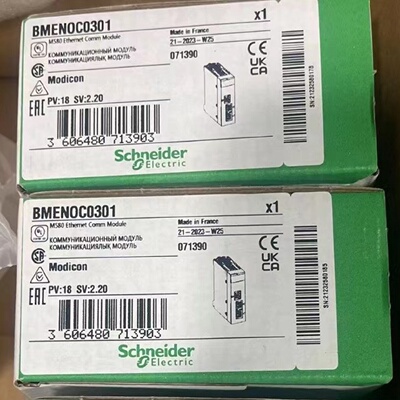 BMENOC0301 x1
M580 Ethernet Comm Module
Made in France
21-2023-W25
КОММУНИКАЦИОННЫЙ МОДУЛЬ
КОММУНИКАЦИЯЛЫК МОДУЛЬ
071390
CE
UK
CA
Modicon
EAC
PV:18 SV:2.20
3 606480 713903
Schneider
Electric
BMENOC0301 x1
M580 Ethernet Comm Module
Made in France
21-2023-W25
КОММУНИКАЦИОННЫЙ МОДУЛЬ
КОММУНИКАЦИЯЛЫК МОДУЛЬ
071390
CE
UK
CA
Modicon
EAC
PV:18 SV:2.20
3 606480 713903
Schneider
Electric